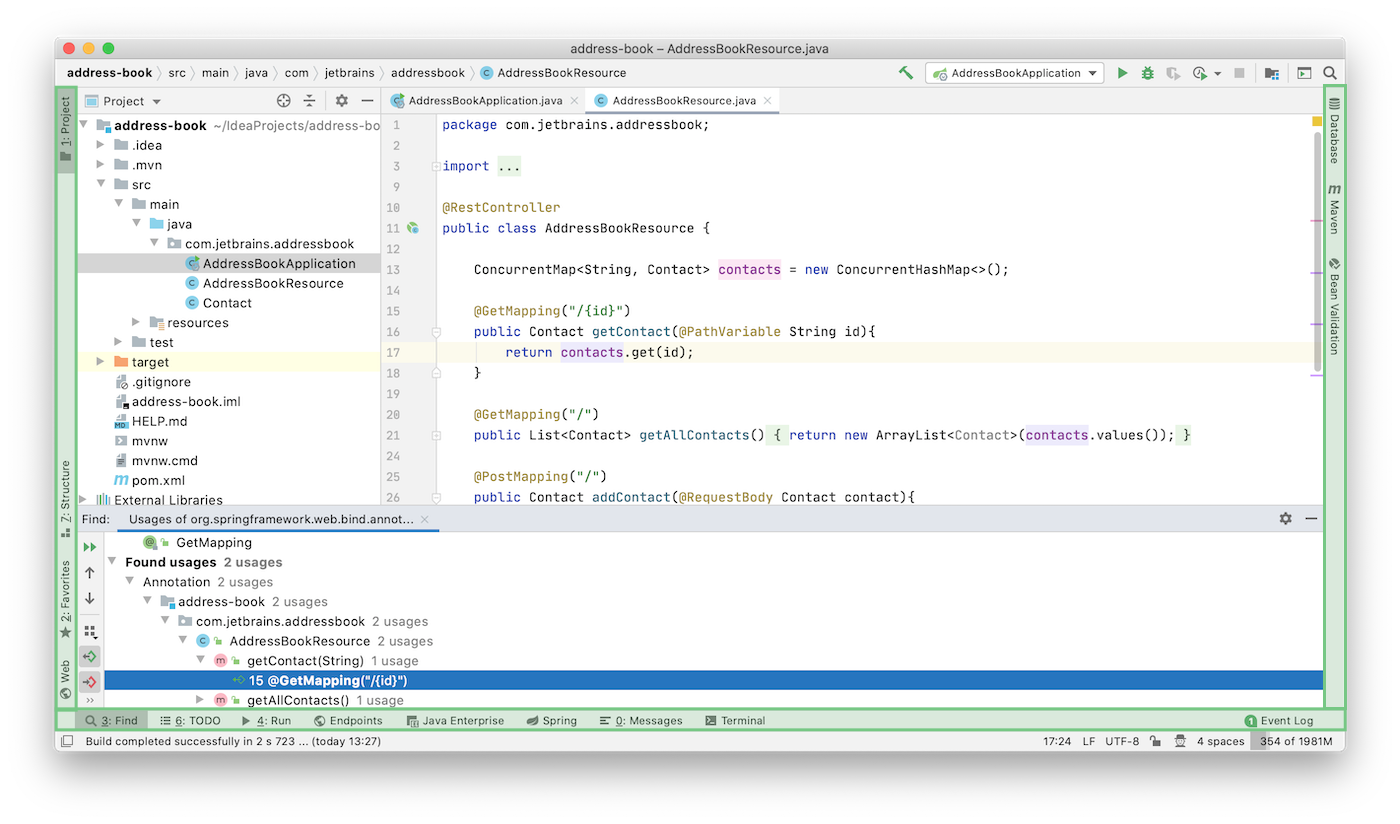 address-book – AddressBookResource.java
address-book src main java com jetbrains addressbook AddressBookResource
AddressBookApplication
1: Project
Z: Structure
2: Favorites
Web
Project
address-book ~/IdeaProjects/address-bo
.idea
.mvn
src
main
java
com.jetbrains.addressbook
AddressBookApplication
AddressBookResource
Contact
resources
test
target
.gitignore
address-book.iml
HELP.md
mvnw
mvnw.cmd
pom.xml
External Libraries
AddressBookApplication.java AddressBookResource.java
1 package com.jetbrains.addressbook;
2
3 import ...
9
10 @RestController
11 public class AddressBookResource {
12
13 ConcurrentMap<String, Contact> contacts = new ConcurrentHashMap<>();
14
15 @GetMapping("/{id}")
16 public Contact getContact(@PathVariable String id){
17 return contacts.get(id);
18 }
19
20 @GetMapping("/")
21 public List<Contact> getAllContacts() { return new ArrayList<Contact>(contacts.values()); }
24
25 @PostMapping("/")
26 public Contact addContact(@RequestBody Contact contact){
Database
m Maven
Bean Validation
Find: Usages of org.springframework.web.bind.annot...
GetMapping
Found usages 2 usages
Annotation 2 usages
address-book 2 usages
com.jetbrains.addressbook 2 usages
AddressBookResource 2 usages
getContact(String) 1 usage
15 @GetMapping("/{id}")
getAllContacts() 1 usage
3: Find 6: TODO 4: Run Endpoints Java Enterprise Spring 0: Messages Terminal 1 Event Log
Build completed successfully in 2 s 723 ... (today 13:27) 17:24 LF UTF-8 4 spaces 354 of 1981M